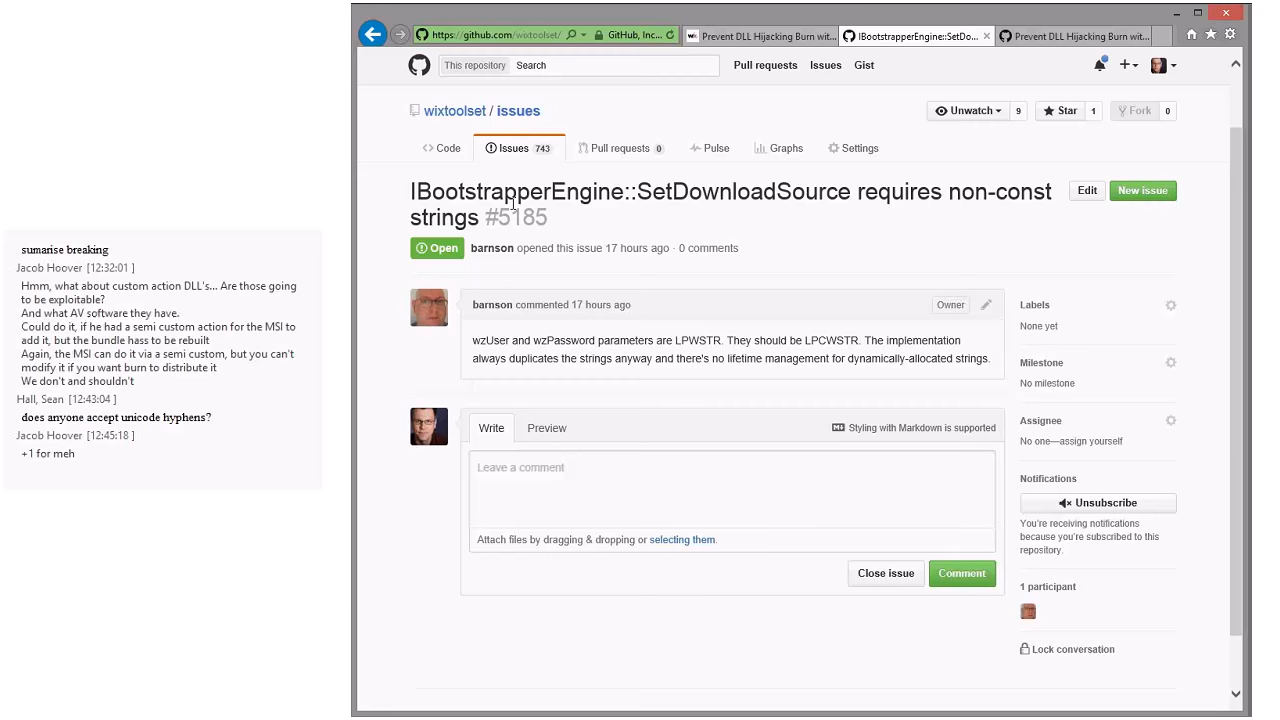 sumarise breaking
Jacob Hoover [12:32:01 ]
Hmm, what about custom action DLL's... Are those going
to be exploitable?
And what AV software they have.
Could do it, if he had a semi custom action for the MSI to
add it, but the bundle hass to be rebuilt
Again, the MSI can do it via a semi custom, but you can't
modify it if you want burn to distribute it
We don't and shouldn't
Hall, Sean [12:43:04 ]
does anyone accept unicode hyphens?
Jacob Hoover [12:45:18 ]
+1 for meh
https://github.com/wixtoolset/ GitHub, Inc... Prevent DLL Hijacking Burn wit... IBootstrapperEngine::SetDo... Prevent DLL Hijacking Burn wit...
This repository Search Pull requests Issues Gist
wixtoolset / issues Unwatch 9 Star 1 Fork 0
Code Issues 743 Pull requests 0 Pulse Graphs Settings
IBootstrapperEngine::SetDownloadSource requires non-const
strings #5185
Edit New issue
Open barnson opened this issue 17 hours ago · 0 comments
barnson commented 17 hours ago Owner
wzUser and wzPassword parameters are LPWSTR. They should be LPCWSTR. The implementation
always duplicates the strings anyway and there's no lifetime management for dynamically-allocated strings.
Write Preview Styling with Markdown is supported
Leave a comment
Attach files by dragging & dropping or selecting them.
Close issue Comment
Labels
None yet
Milestone
No milestone
Assignee
No one—assign yourself
Notifications
Unsubscribe
You're receiving notifications
because you're subscribed to this
repository.
1 participant
Lock conversation